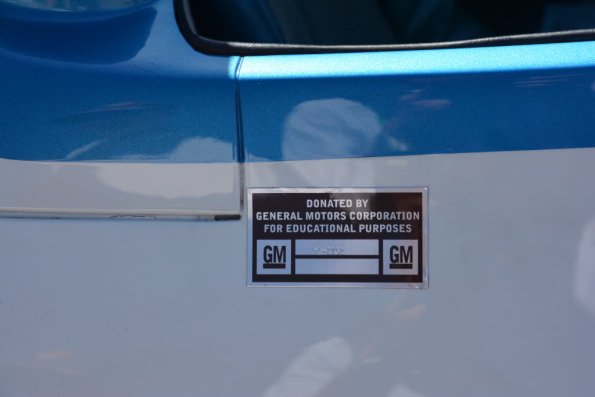 DONATED BY
GENERAL MOTORS CORPORATION
FOR EDUCATIONAL PURPOSES
GM GM